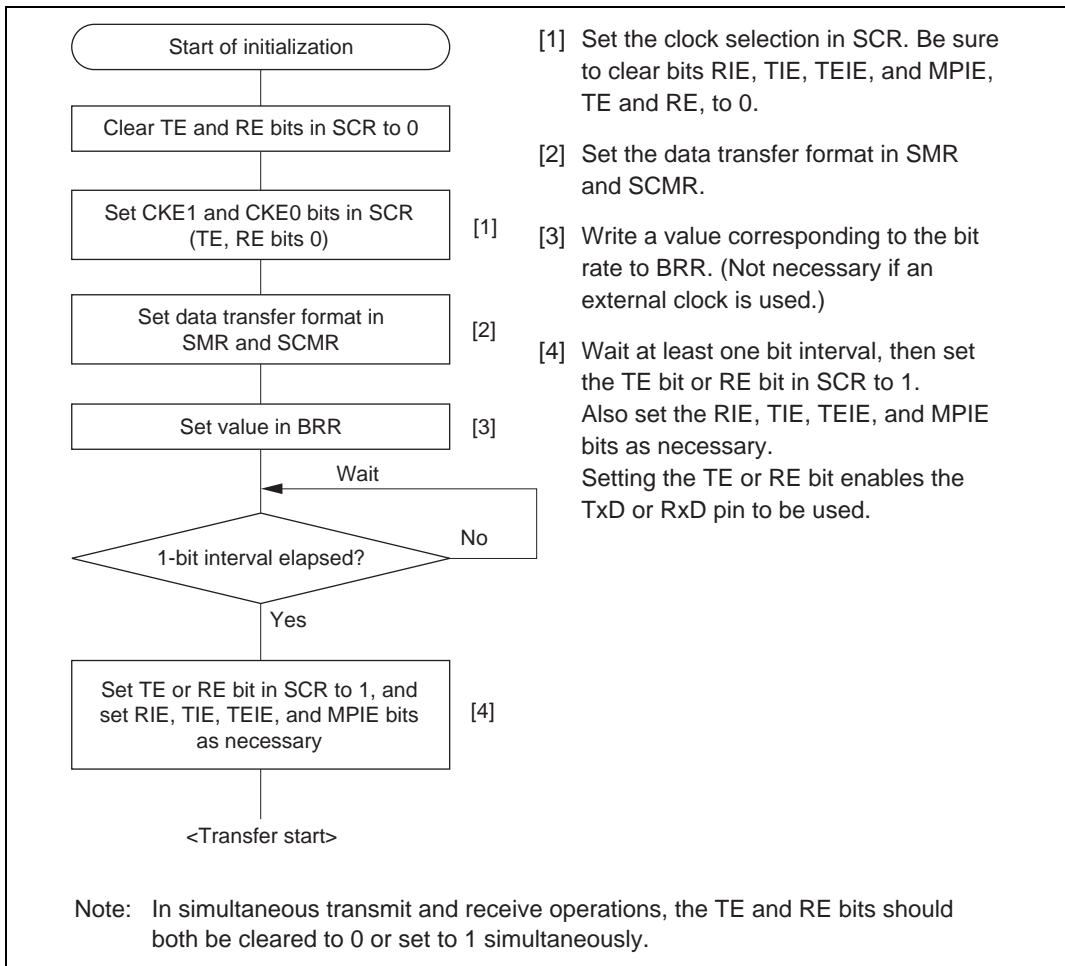 Start of initialization
Clear TE and RE bits in SCR to 0
Set CKE1 and CKE0 bits in SCR
(TE, RE bits 0)
[1]
Set data transfer format in
SMR and SCMR
[2]
Set value in BRR
[3]
Wait
1-bit interval elapsed?
No
Yes
Set TE or RE bit in SCR to 1, and
set RIE, TIE, TEIE, and MPIE bits
as necessary
[4]
<Transfer start>
[1] Set the clock selection in SCR. Be sure
to clear bits RIE, TIE, TEIE, and MPIE,
TE and RE, to 0.
[2] Set the data transfer format in SMR
and SCMR.
[3] Write a value corresponding to the bit
rate to BRR. (Not necessary if an
external clock is used.)
[4] Wait at least one bit interval, then set
the TE bit or RE bit in SCR to 1.
Also set the RIE, TIE, TEIE, and MPIE
bits as necessary.
Setting the TE or RE bit enables the
TxD or RxD pin to be used.
Note: In simultaneous transmit and receive operations, the TE and RE bits should
both be cleared to 0 or set to 1 simultaneously.